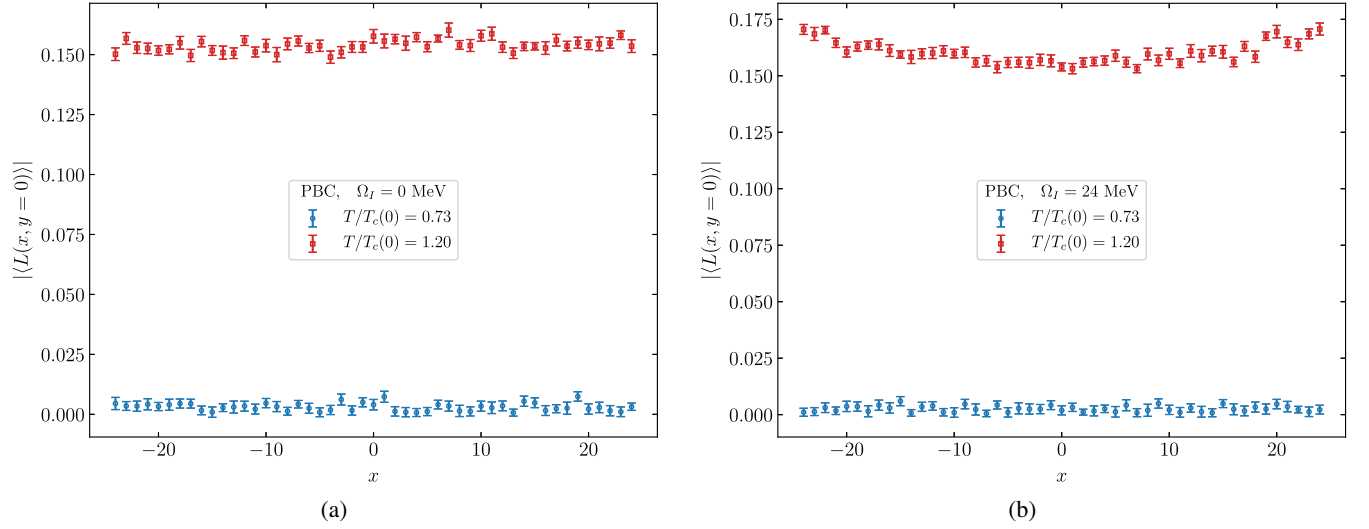 0.150
0.125
0.100
0.075
0.050
0.025
0.000
|⟨L(x, y = 0)⟩|
PBC, Ω_I = 0 MeV
T/T_c(0) = 0.73
T/T_c(0) = 1.20
−20
−10
0
10
20
x
(a)
0.175
0.150
0.125
0.100
0.075
0.050
0.025
0.000
|⟨L(x, y = 0)⟩|
PBC, Ω_I = 24 MeV
T/T_c(0) = 0.73
T/T_c(0) = 1.20
−20
−10
0
10
20
x
(b)